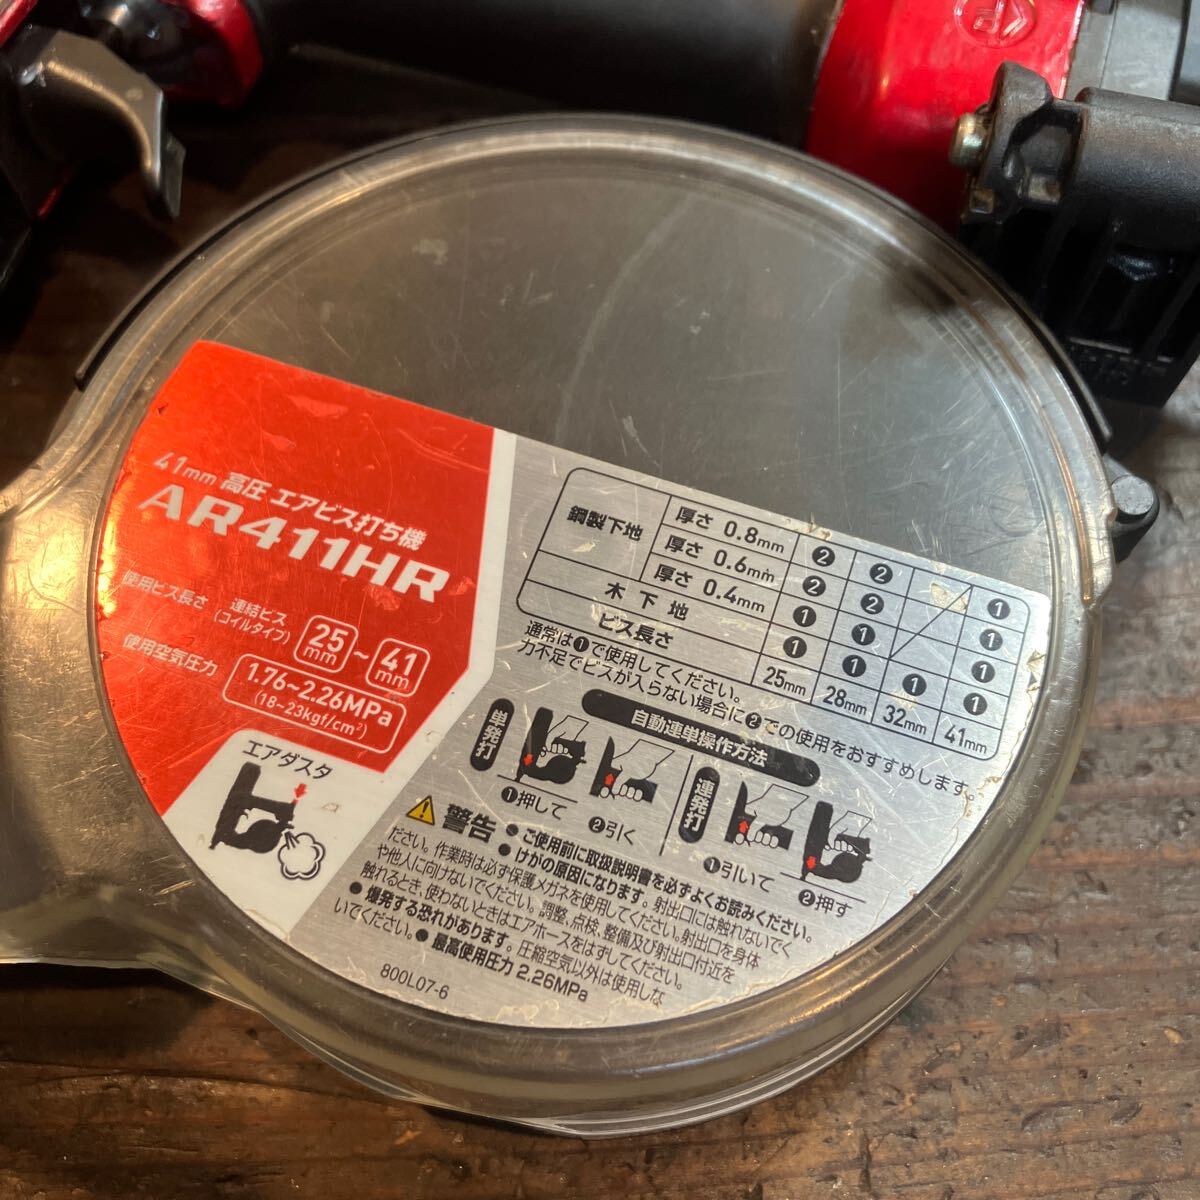 41mm 高圧 エアビス打ち機
AR411HR
使用ビス長さ 連結ビス (コイルタイプ) 25mm ~ 41mm
使用空気圧力 1.76~2.26MPa
(18~23kgf/cm²)
エアダスタ
鋼製下地 厚さ 0.8mm ❷ ❷ ❶
厚さ 0.6mm ❷ ❷ ❶
厚さ 0.4mm ❶ ❶ ❶
木下地 ❶ ❶ ❶ ❶
ビス長さ 25mm 28mm 32mm 41mm
通常は❶で使用してください。
力不足でビスが入らない場合に❷での使用をおすすめします。
自動連単操作方法
単発打
❶押して ❷引く
連発打
❶引いて ❷押す
警告 ● ご使用前に取扱説明書を必ずよくお読みください。
● けがの原因になります。射出口には触れないでく
ださい。作業時は必ず保護メガネを使用してください。射出口を身体
や他人に向けないでください。調整、点検、整備及び射出口付近を
触れるとき、使わないときはエアホースをはずしてください。
● 爆発する恐れがあります。圧縮空気以外は使用しな
いでください。● 最高使用圧力 2.26MPa
800L07-6